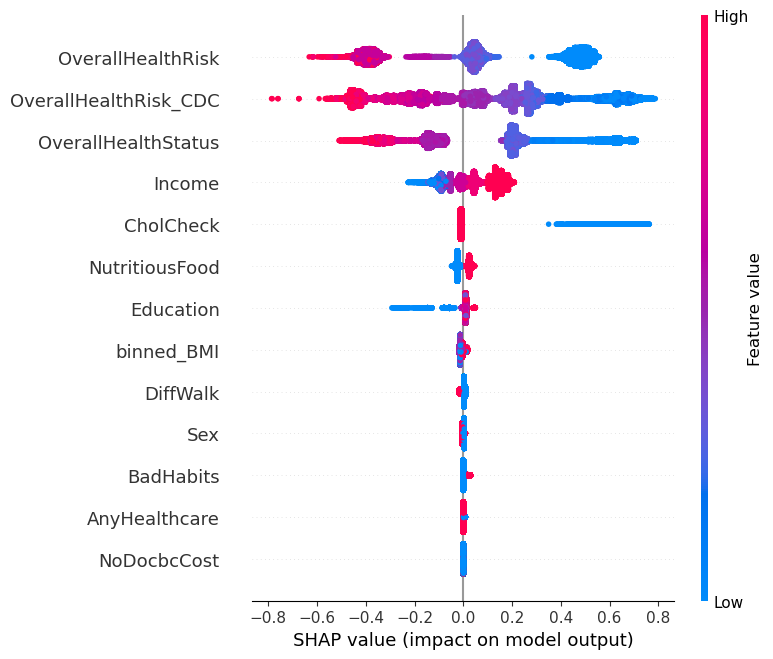 High
OverallHealthRisk
OverallHealthRisk_CDC
OverallHealthStatus
Income
CholCheck
NutritiousFood
Education
binned_BMI
DiffWalk
Sex
BadHabits
AnyHealthcare
NoDocbcCost
Feature value
Low
−0.8 −0.6 −0.4 −0.2 0.0 0.2 0.4 0.6 0.8
SHAP value (impact on model output)